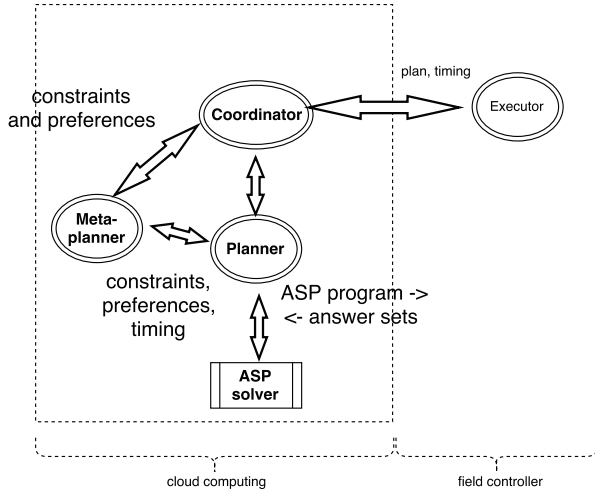 plan, timing
constraints
and preferences
Coordinator
Executor
Meta-
planner
Planner
constraints,
preferences,
timing
ASP program ->
<- answer sets
ASP
solver
cloud computing
field controller